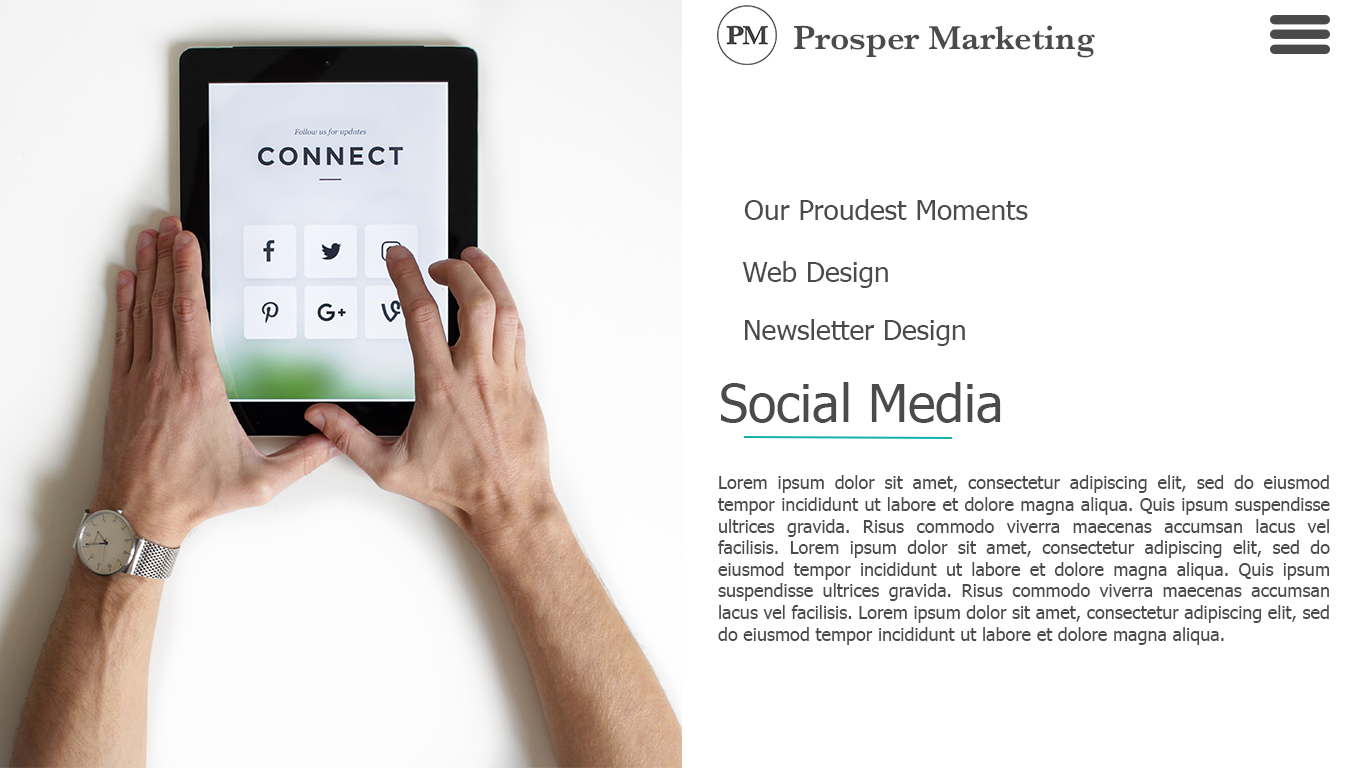 Follow us for updates
CONNECT
PM
Prosper Marketing
Our Proudest Moments
Web Design
Newsletter Design
Social Media
Lorem ipsum dolor sit amet, consectetur adipiscing elit, sed do eiusmod
tempor incididunt ut labore et dolore magna aliqua. Quis ipsum suspendisse
ultrices gravida. Risus commodo viverra maecenas accumsan lacus vel
facilisis. Lorem ipsum dolor sit amet, consectetur adipiscing elit, sed do
eiusmod tempor incididunt ut labore et dolore magna aliqua. Quis ipsum
suspendisse ultrices gravida. Risus commodo viverra maecenas accumsan
lacus vel facilisis. Lorem ipsum dolor sit amet, consectetur adipiscing elit, sed
do eiusmod tempor incididunt ut labore et dolore magna aliqua.